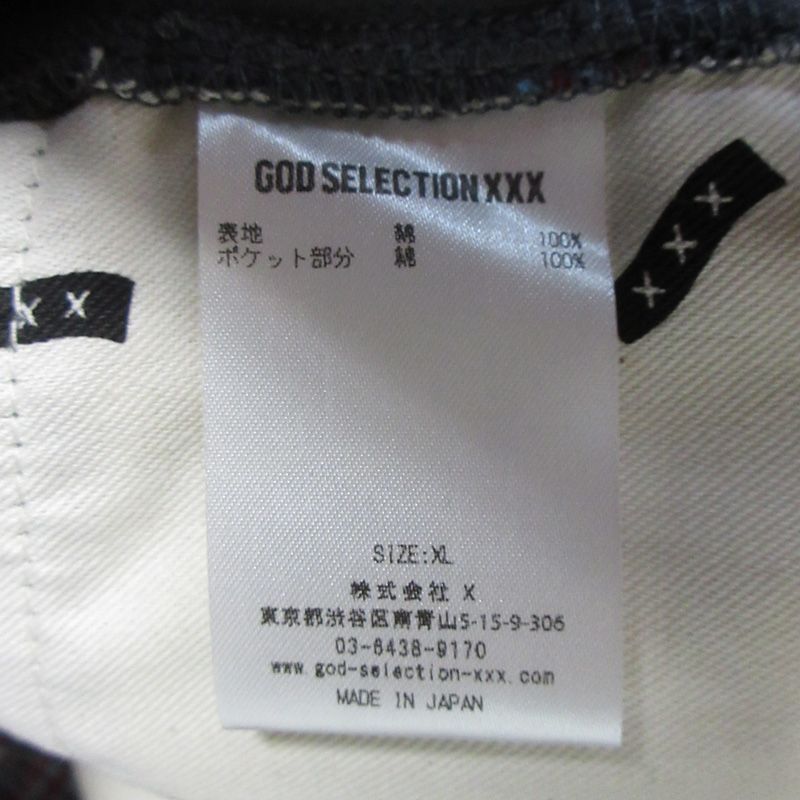 GOD SELECTION XXX
表地 綿 100%
ポケット部分 綿 100%
SIZE:XL
株式会社 X
東京都渋谷区南青山5-15-9-306
03-6438-9170
www.god-selection-xxx.com
MADE IN JAPAN